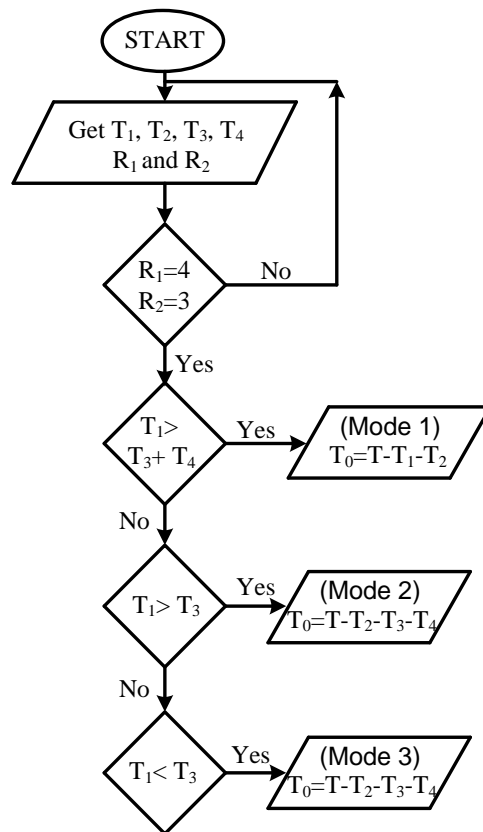 START
Get T₁, T₂, T₃, T₄
R₁ and R₂
R₁=4
R₂=3
No
Yes
T₁>
T₃+ T₄
Yes
(Mode 1)
T₀=T-T₁-T₂
No
T₁> T₃
Yes
(Mode 2)
T₀=T-T₂-T₃-T₄
No
T₁< T₃
Yes
(Mode 3)
T₀=T-T₂-T₃-T₄